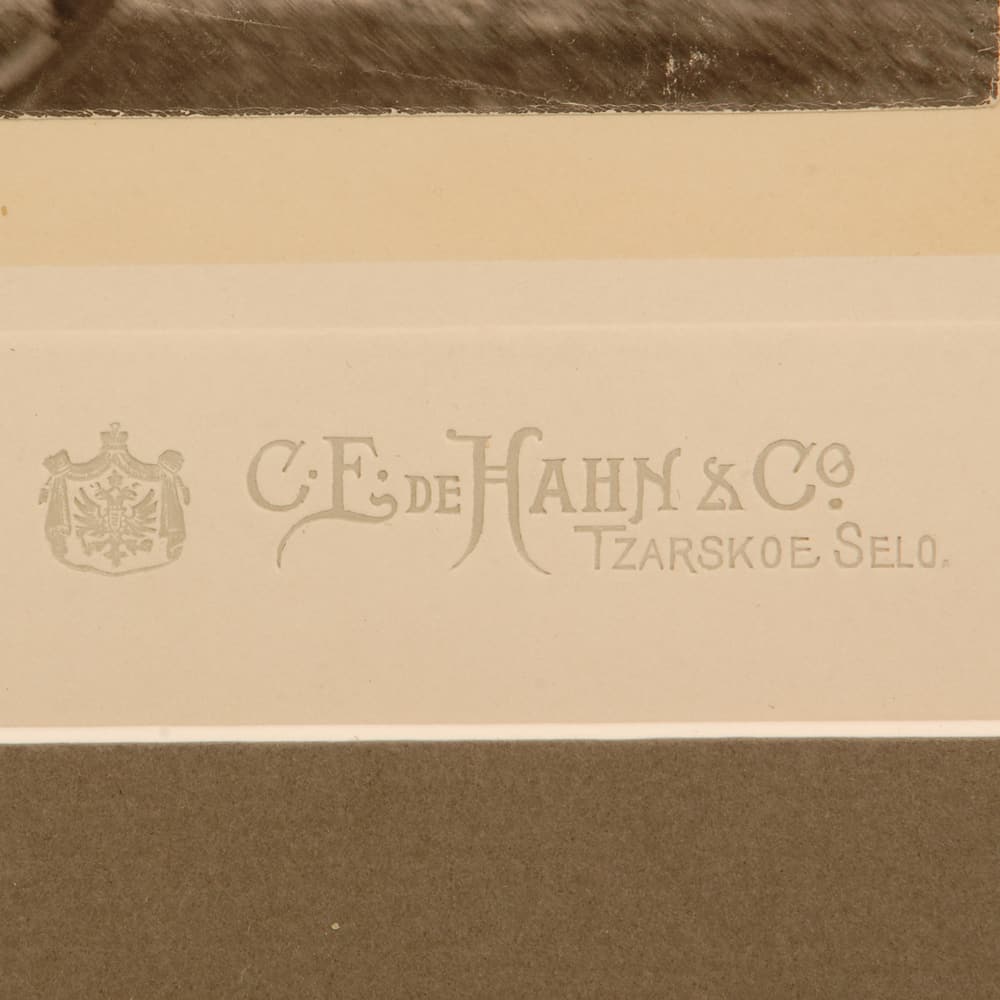 C. E. DE HAHN & Co.
TZARSKOE SELO.